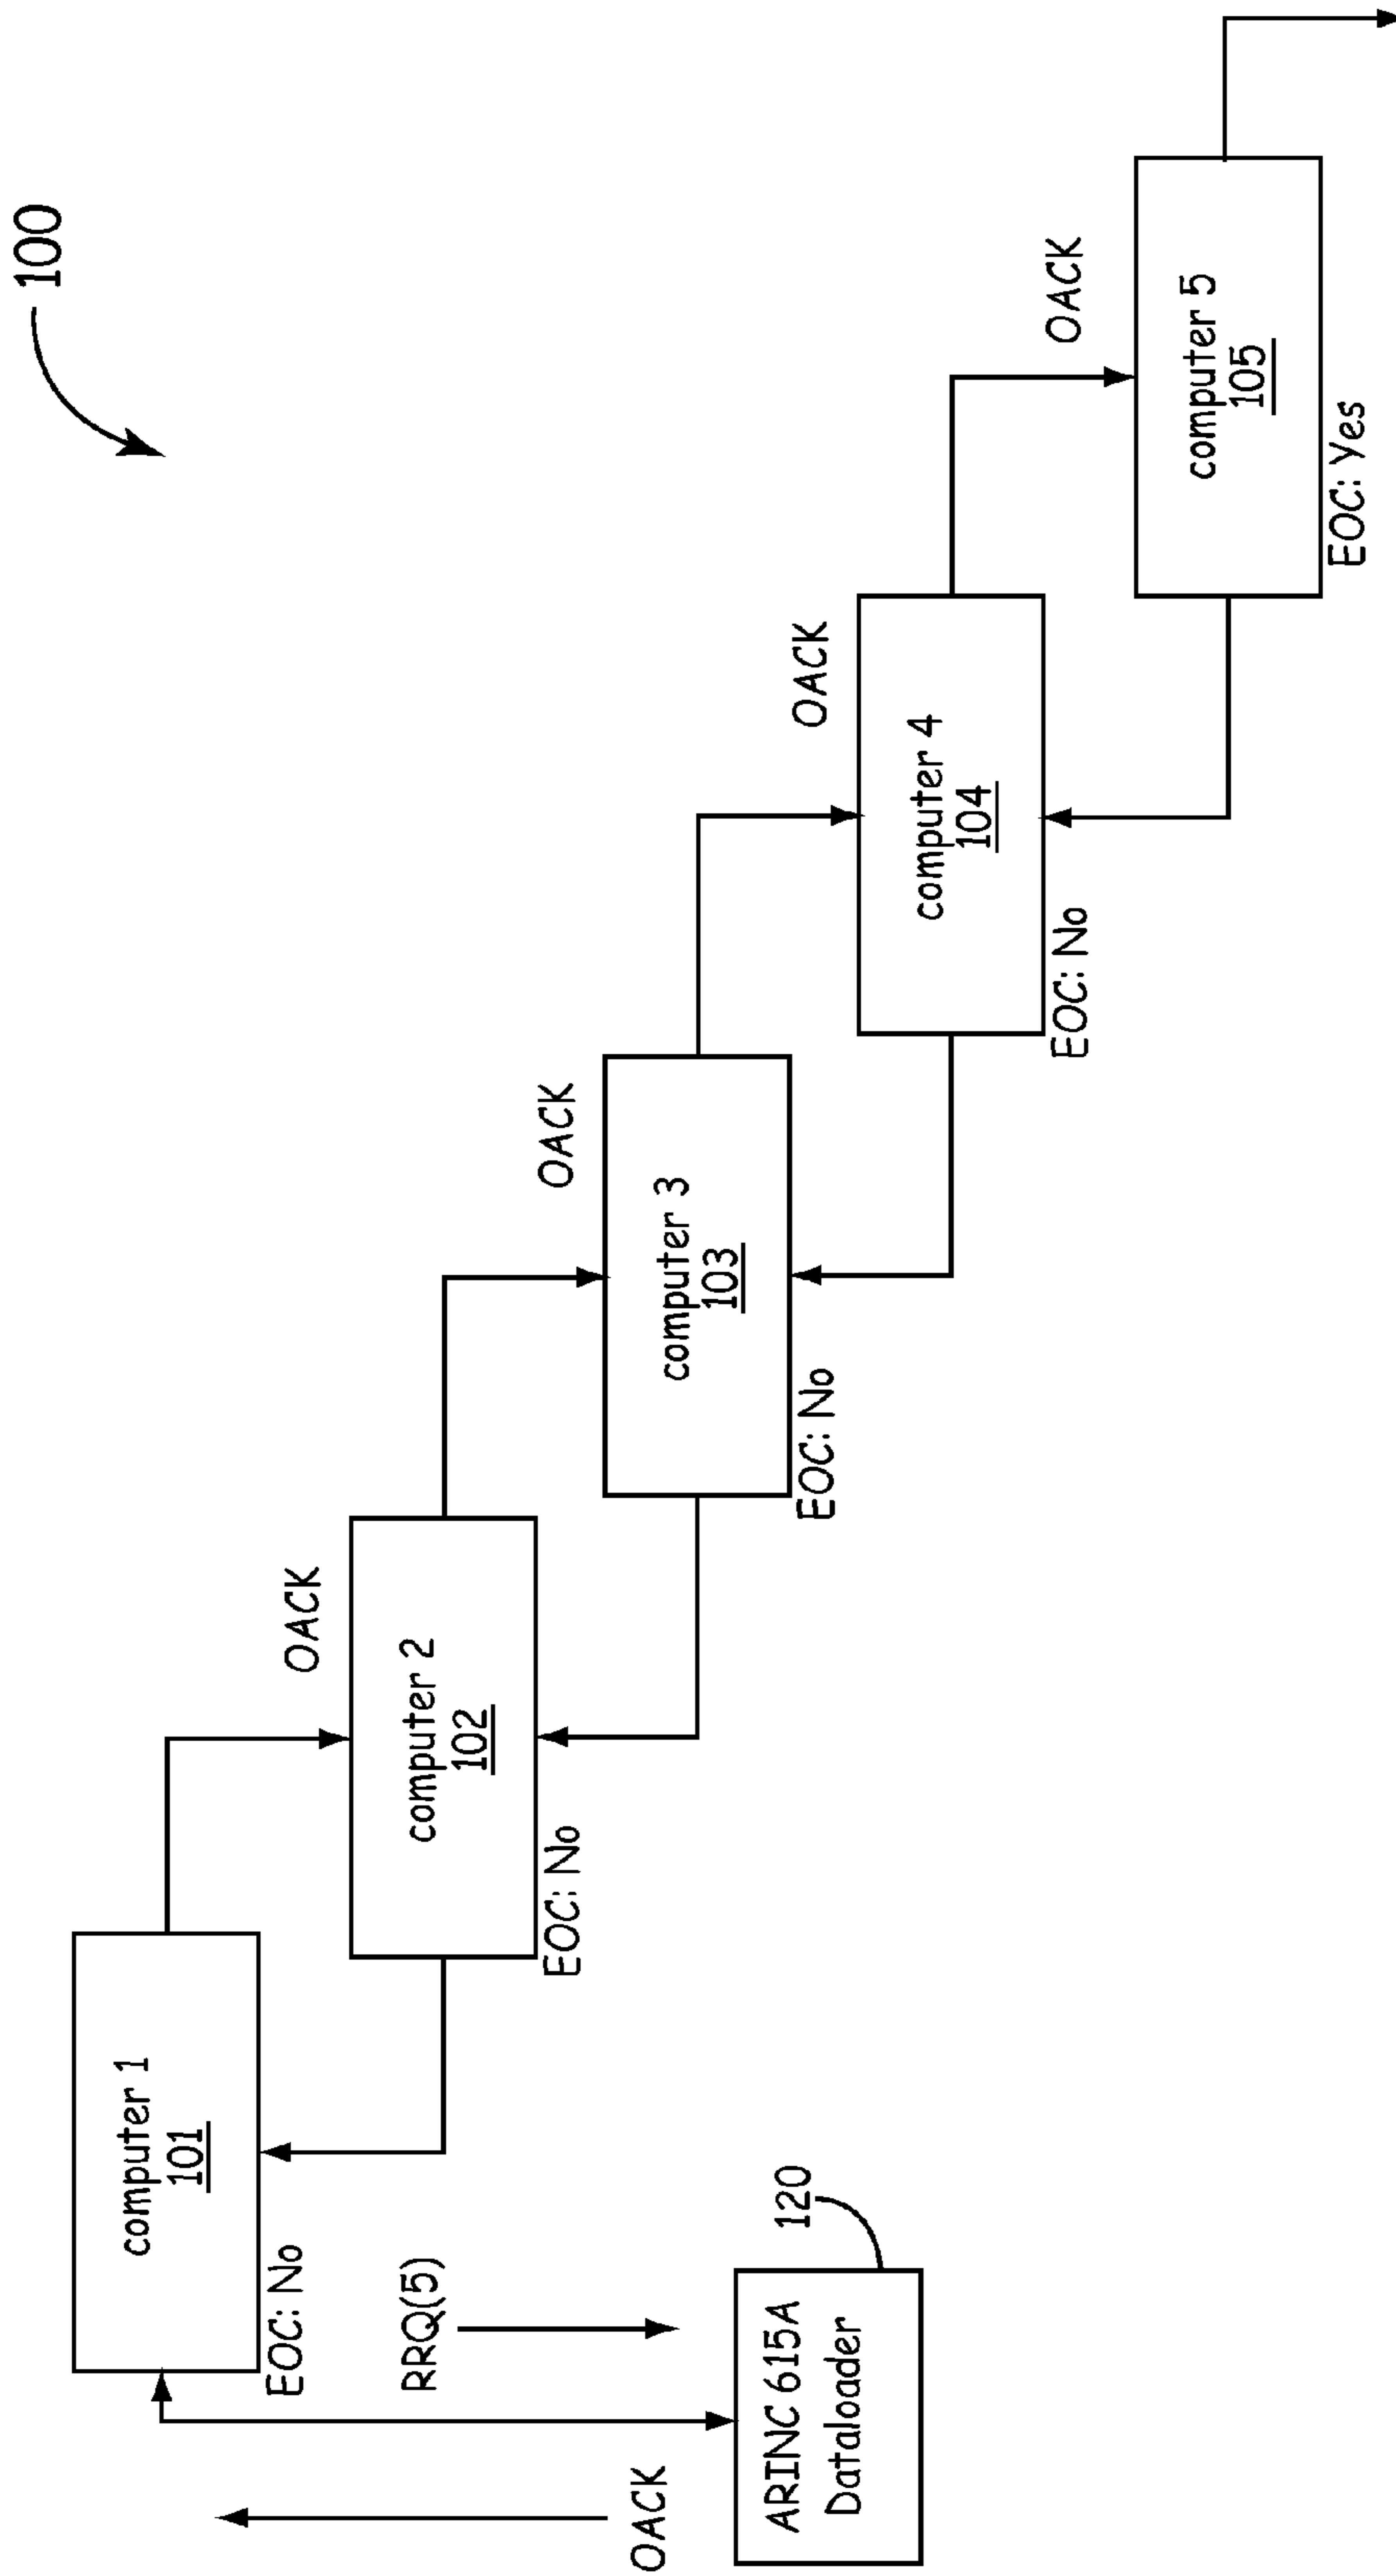 100
computer 1
101
EOC: No
OACK
computer 2
102
EOC: No
OACK
computer 3
103
EOC: No
OACK
computer 4
104
EOC: No
OACK
computer 5
105
EOC: Yes
RRQ(5)
OACK
120
ARINC 615A
Dataloader